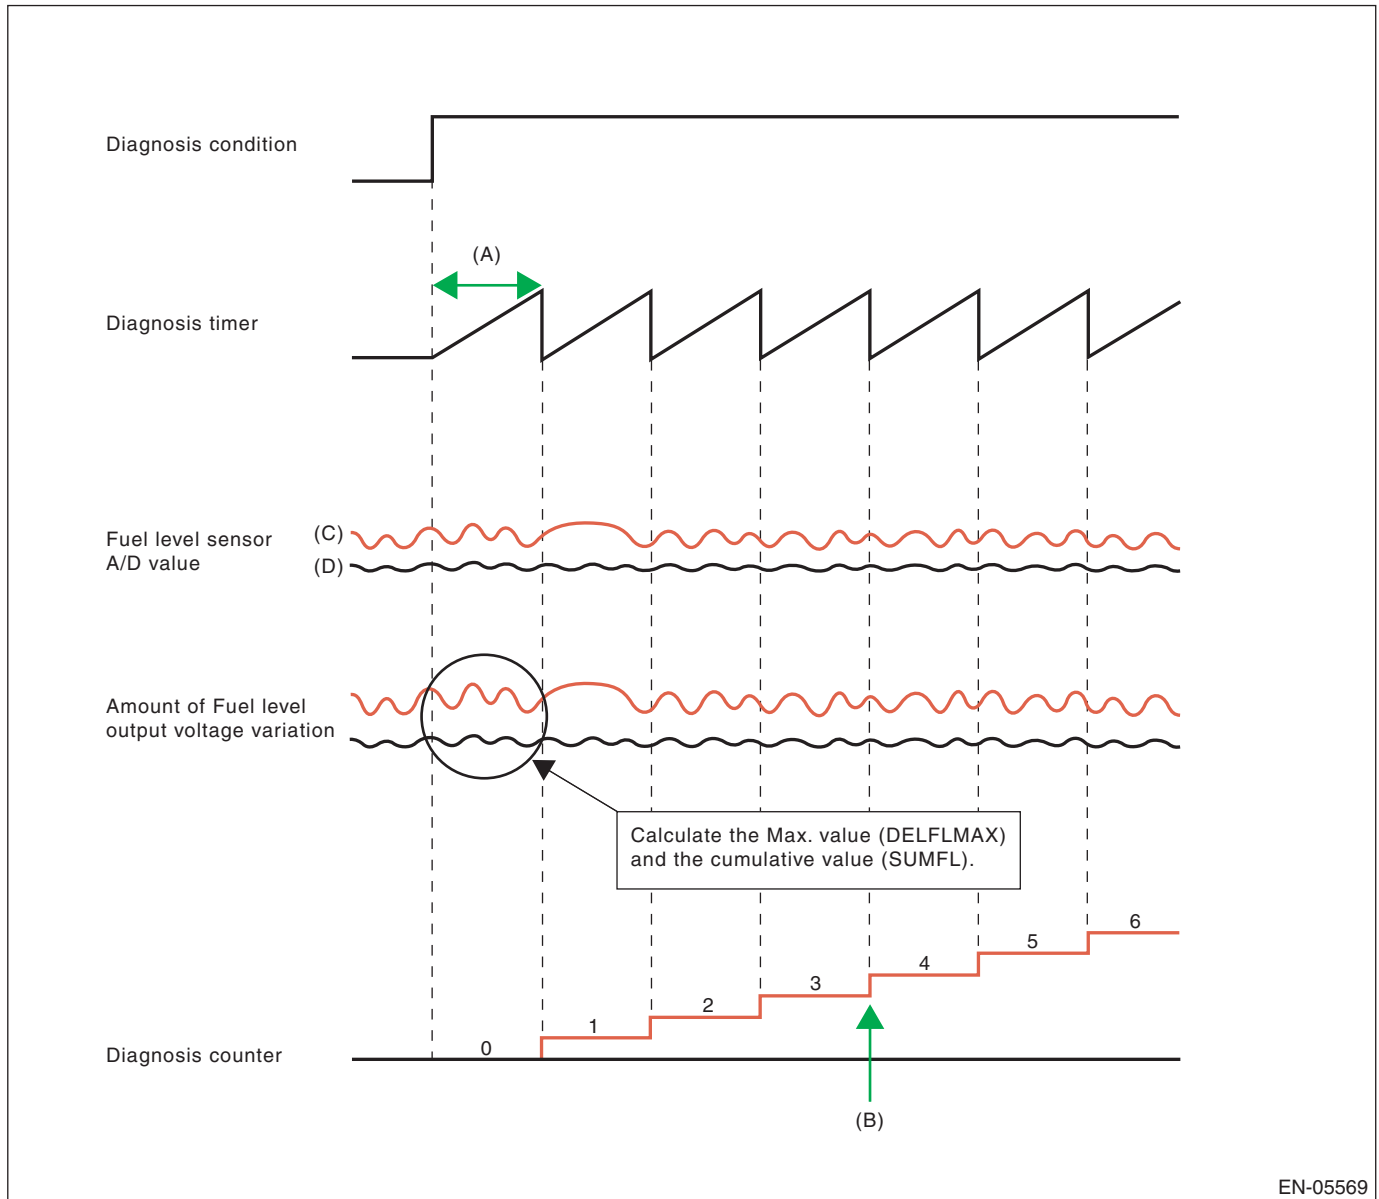 Diagnosis condition
(A)
Diagnosis timer
Fuel level sensor
A/D value
(C)
(D)
Amount of Fuel level
output voltage variation
Calculate the Max. value (DELFLMAX)
and the cumulative value (SUMFL).
Diagnosis counter
0
1
2
3
4
5
6
(B)
EN-05569